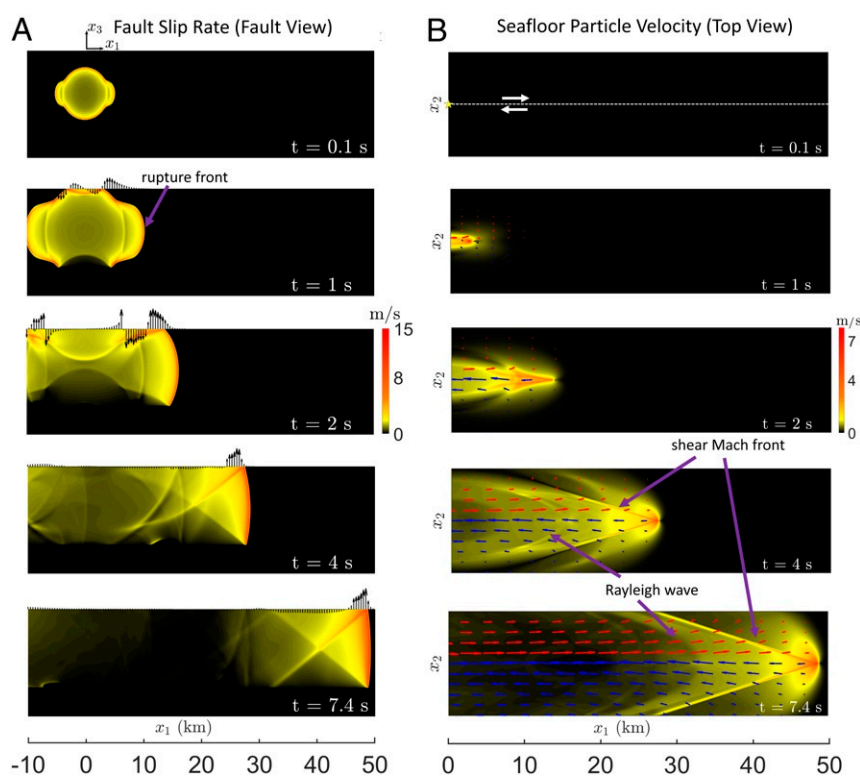 A
Fault Slip Rate (Fault View)
x₃
x₁
t = 0.1 s
rupture front
t = 1 s
t = 2 s
m/s
15
8
0
t = 4 s
t = 7.4 s
x₁ (km)
-10 0 10 20 30 40 50
B
Seafloor Particle Velocity (Top View)
x₂
t = 0.1 s
x₂
t = 1 s
x₂
t = 2 s
m/s
7
4
0
shear Mach front
x₂
t = 4 s
Rayleigh wave
x₂
t = 7.4 s
x₁ (km)
0 10 20 30 40 50